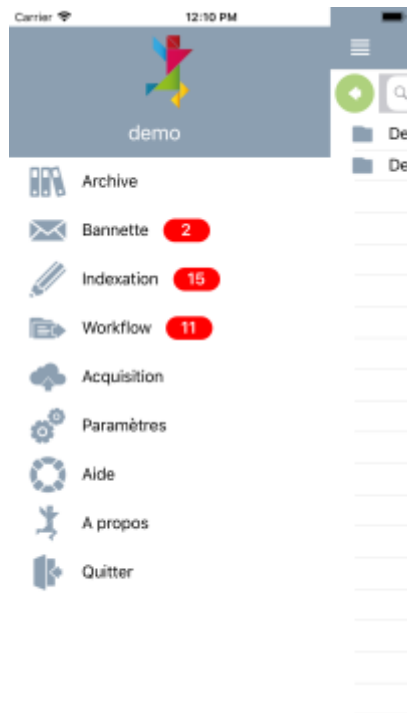 Carrier 12:10 PM
demo
De
De
Archive
Bannette 2
Indexation 15
Workflow 11
Acquisition
Paramètres
Aide
A propos
Quitter